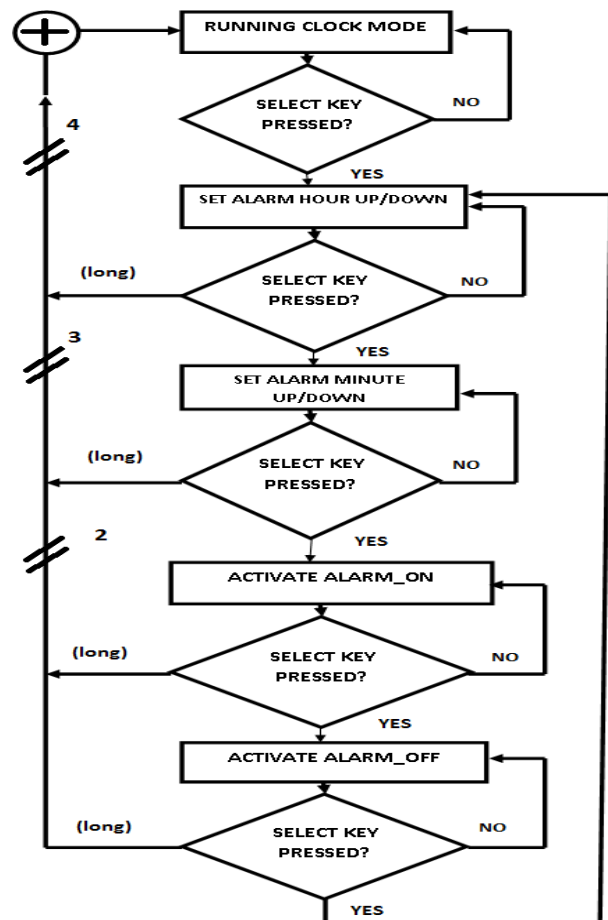 RUNNING CLOCK MODE
SELECT KEY
PRESSED?
NO
4
YES
SET ALARM HOUR UP/DOWN
(long)
SELECT KEY
PRESSED?
NO
3
YES
SET ALARM MINUTE
UP/DOWN
(long)
SELECT KEY
PRESSED?
NO
2
YES
ACTIVATE ALARM_ON
(long)
SELECT KEY
PRESSED?
NO
YES
ACTIVATE ALARM_OFF
(long)
SELECT KEY
PRESSED?
NO
YES